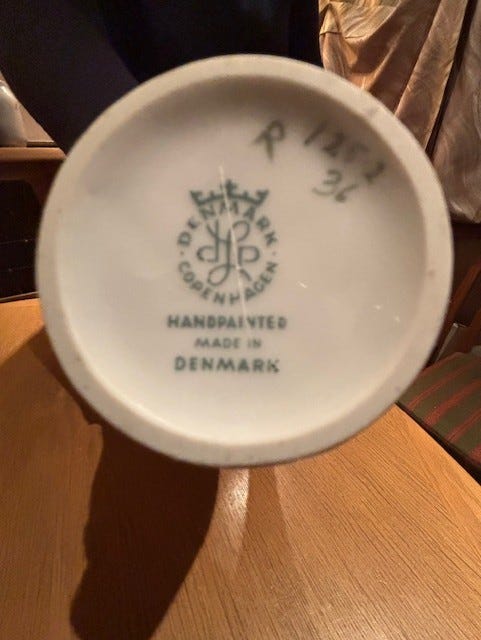 R 1252
36
DENMARK
COPENHAGEN
HANDPAINTED
MADE IN
DENMARK